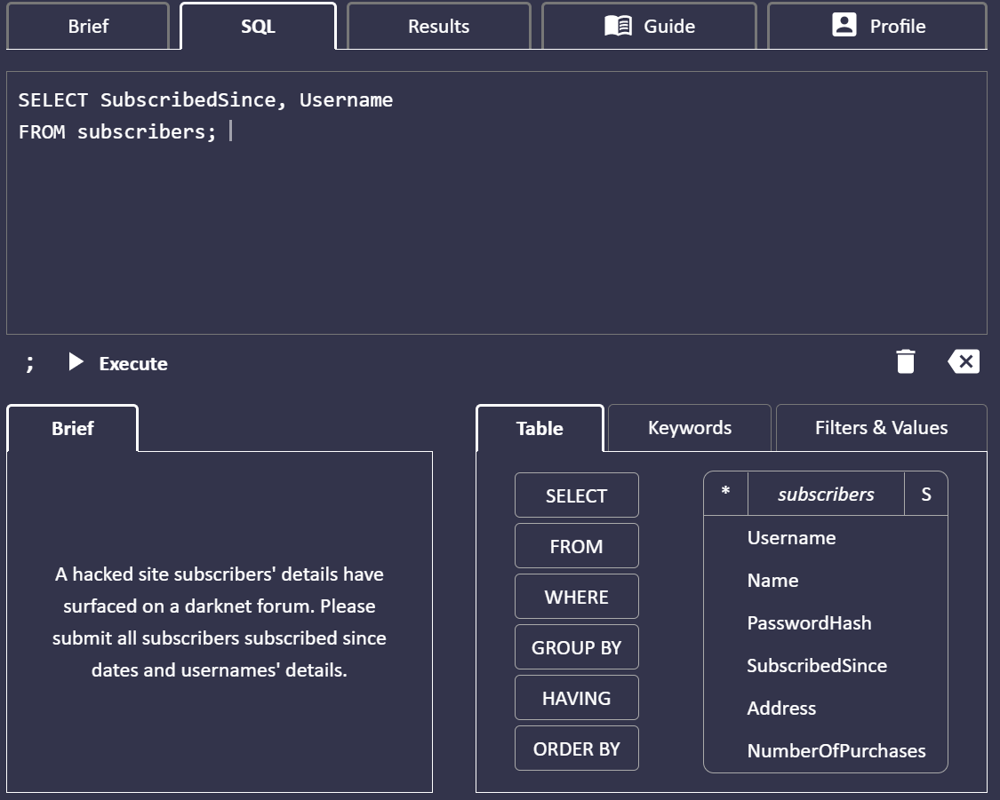 Brief
SQL
Results
Guide
Profile
SELECT SubscribedSince, Username
FROM subscribers;
;
Execute
Brief
A hacked site subscribers' details have
surfaced on a darknet forum. Please
submit all subscribers subscribed since
dates and usernames' details.
Table
Keywords
Filters & Values
SELECT
FROM
WHERE
GROUP BY
HAVING
ORDER BY
* subscribers S
Username
Name
PasswordHash
SubscribedSince
Address
NumberOfPurchases